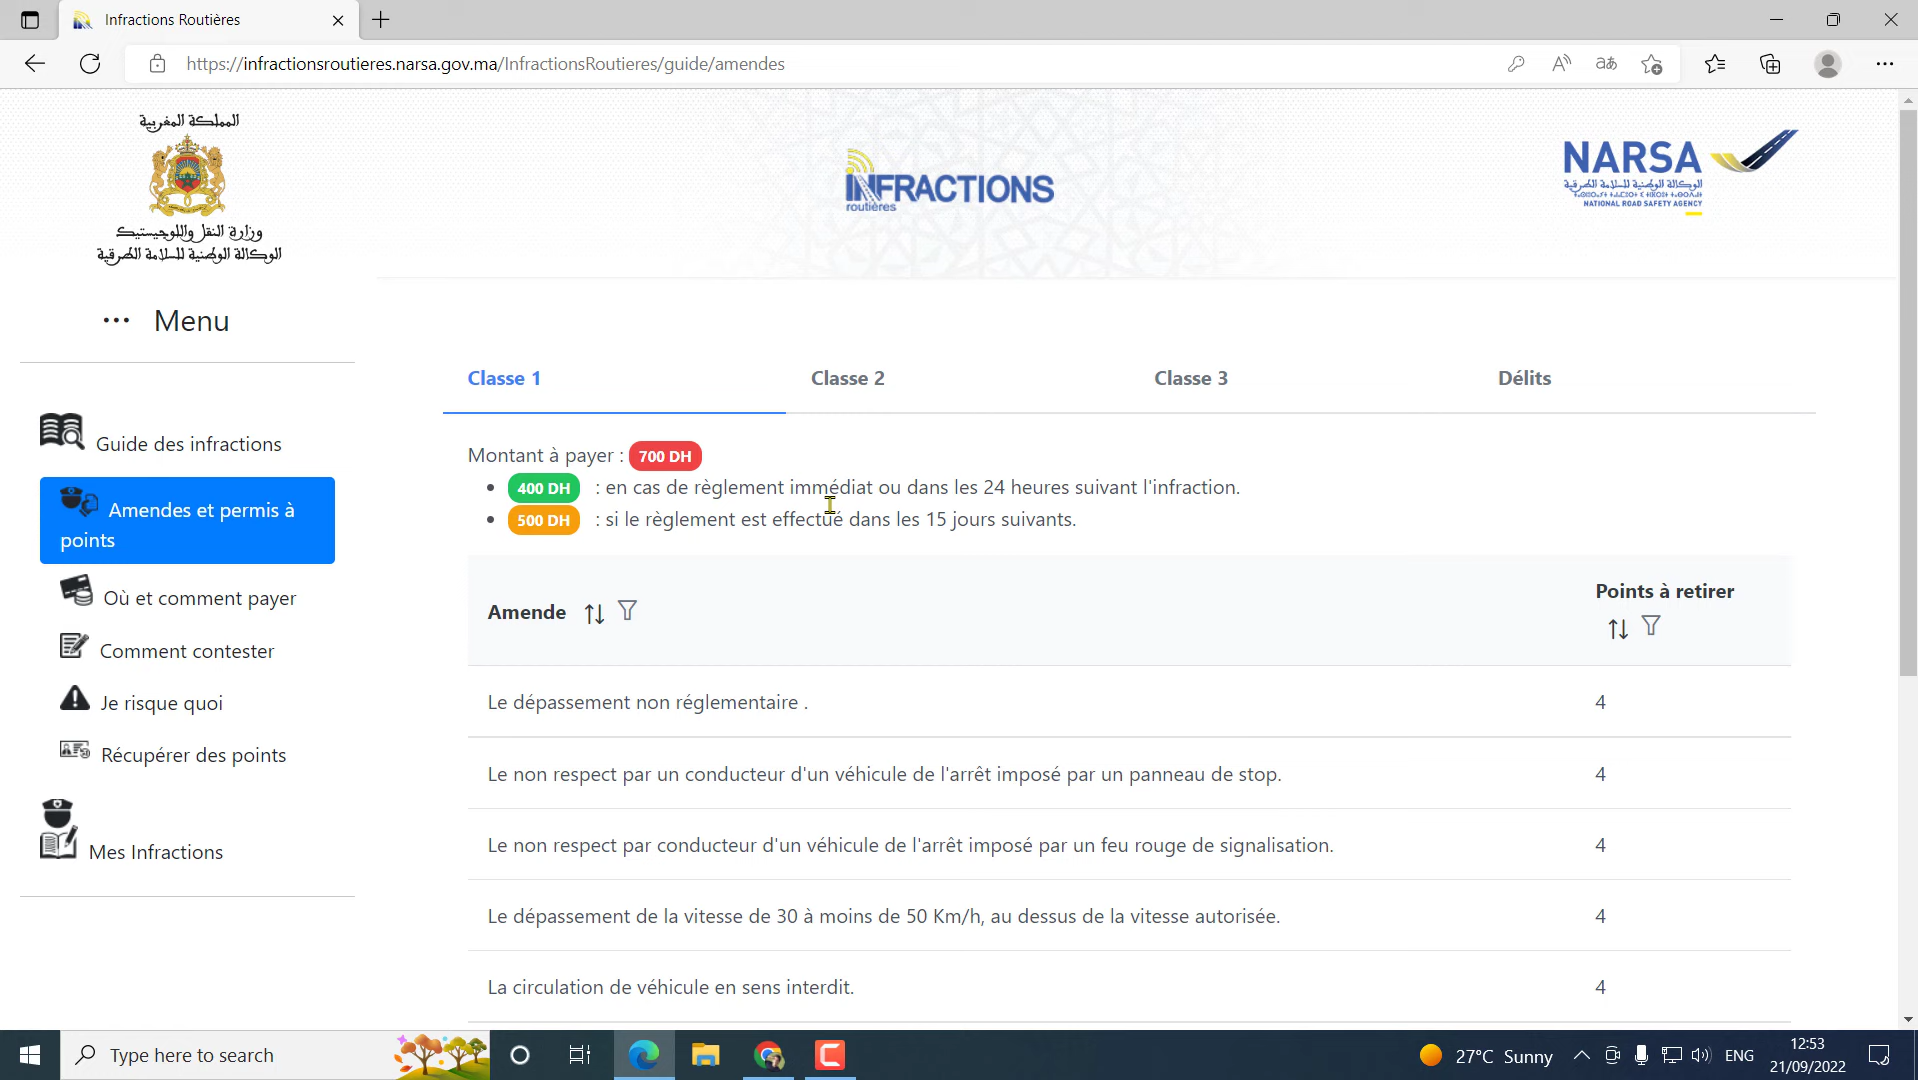 Infractions Routières
https://infractionsroutieres.narsa.gov.ma/InfractionsRoutieres/guide/amendes
المملكة المغربية
وزارة النقل واللوجيستيك
الوكالة الوطنية للسلامة الطرقية
INFRACTIONS
routières
NARSA
الوكالة الوطنية للسلامة الطرقية
NATIONAL ROAD SAFETY AGENCY
Menu
Guide des infractions
Amendes et permis à
points
Où et comment payer
Comment contester
Je risque quoi
Récupérer des points
Mes Infractions
Classe 1
Classe 2
Classe 3
Délits
Montant à payer : 700 DH
400 DH : en cas de règlement immédiat ou dans les 24 heures suivant l'infraction.
500 DH : si le règlement est effectué dans les 15 jours suivants.
Amende
Points à retirer
Le dépassement non réglementaire . 4
Le non respect par un conducteur d'un véhicule de l'arrêt imposé par un panneau de stop. 4
Le non respect par conducteur d'un véhicule de l'arrêt imposé par un feu rouge de signalisation. 4
Le dépassement de la vitesse de 30 à moins de 50 Km/h, au dessus de la vitesse autorisée. 4
La circulation de véhicule en sens interdit. 4
Type here to search
27°C Sunny
ENG
12:53
21/09/2022